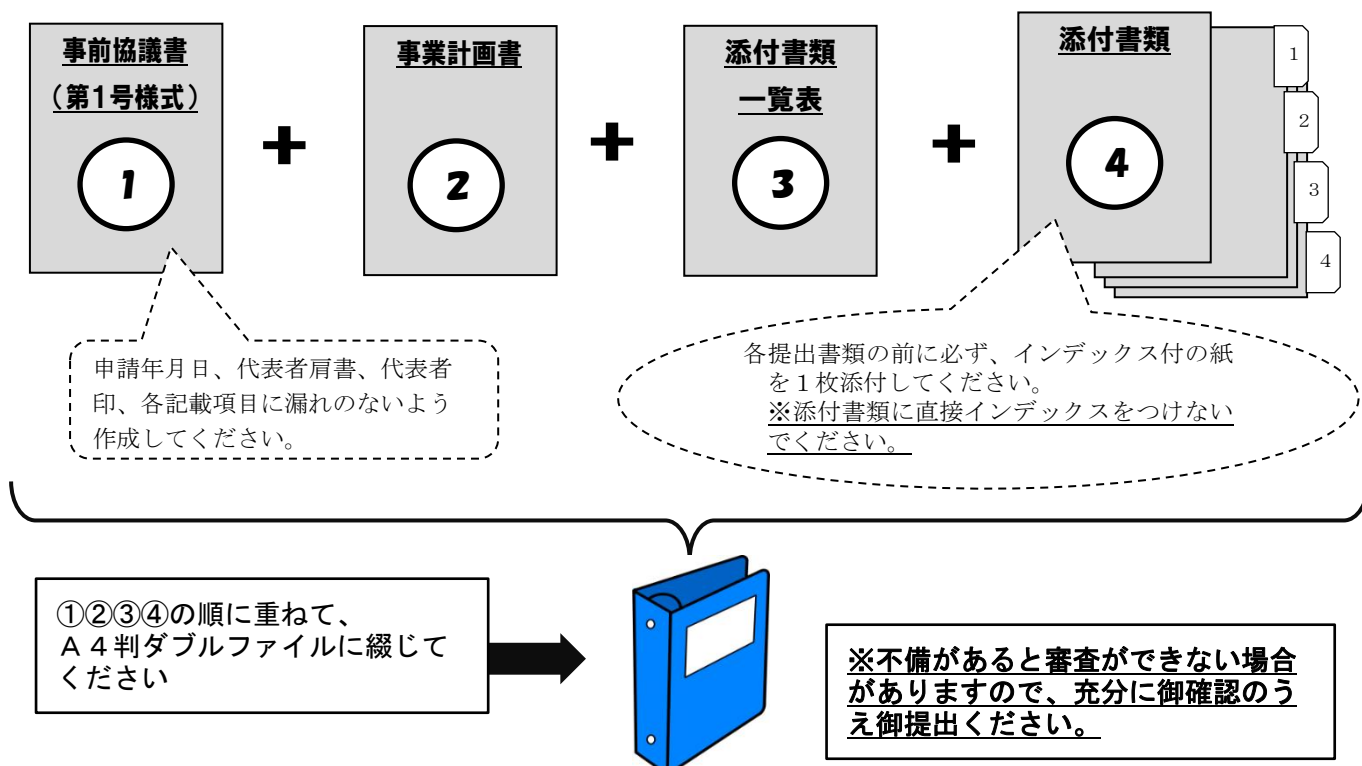 事前協議書
（第1号様式）
1
+
事業計画書
2
+
添付書類
一覧表
3
+
添付書類
4
1
2
3
4
申請年月日、代表者肩書、代表者
印、各記載項目に漏れのないよう
作成してください。
各提出書類の前に必ず、インデックス付の紙
を１枚添付してください。
※添付書類に直接インデックスをつけない
でください。
①②③④の順に重ねて、
Ａ４判ダブルファイルに綴じて
ください
※不備があると審査ができない場合
がありますので、充分に御確認のう
え御提出ください。